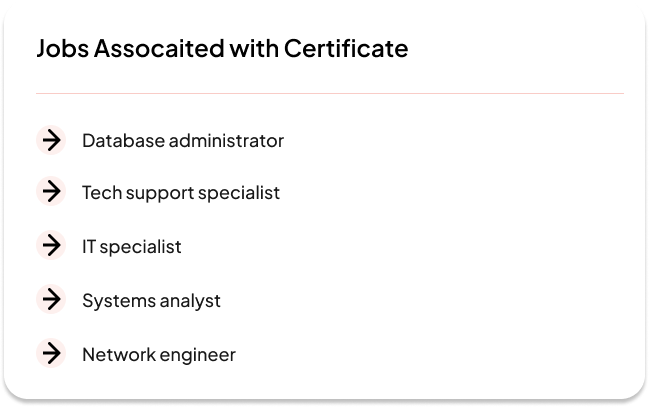 Jobs Assocaited with Certificate
Database administrator
Tech support specialist
IT specialist
Systems analyst
Network engineer